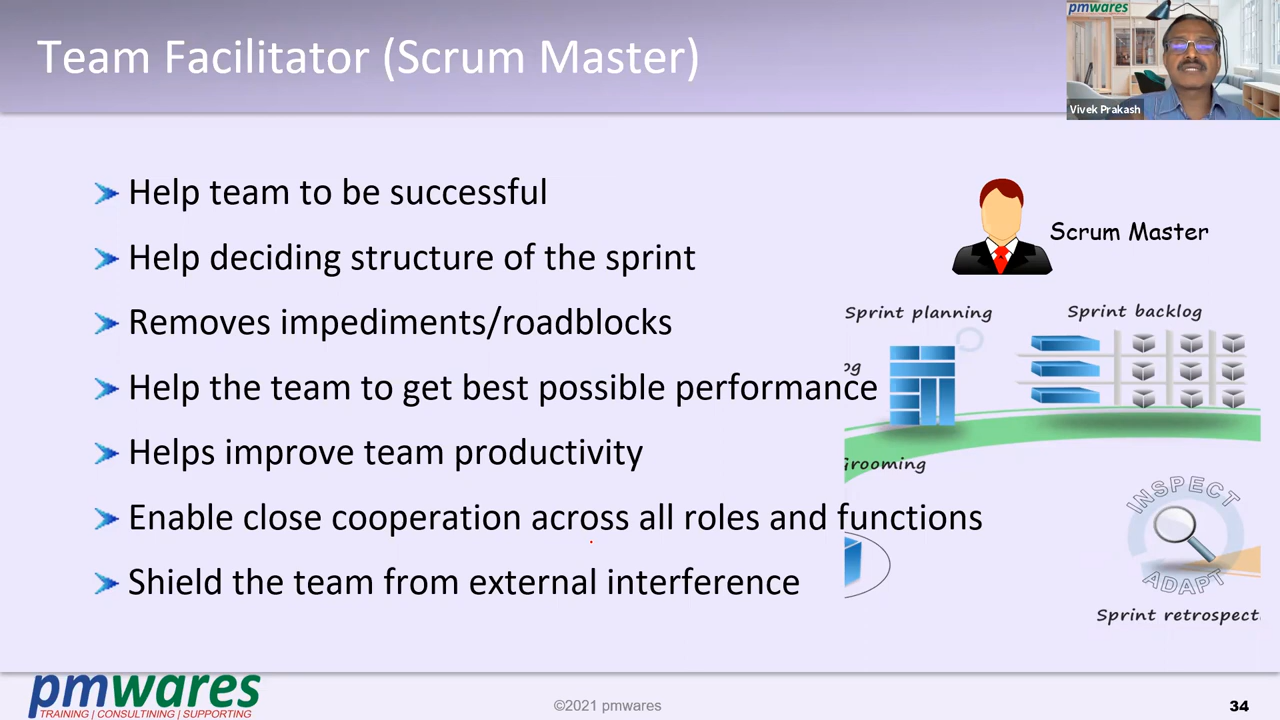 Team Facilitator (Scrum Master)
pmwares
Vivek Prakash
Help team to be successful
Help deciding structure of the sprint
Removes impediments/roadblocks
Help the team to get best possible performance
Helps improve team productivity
Enable close cooperation across all roles and functions
Shield the team from external interference
Scrum Master
Sprint planning
Sprint backlog
og
Grooming
INSPECT
ADAPT
Sprint retrospect
pmwares
TRAINING | CONSULTINING | SUPPORTING
©2021 pmwares
34